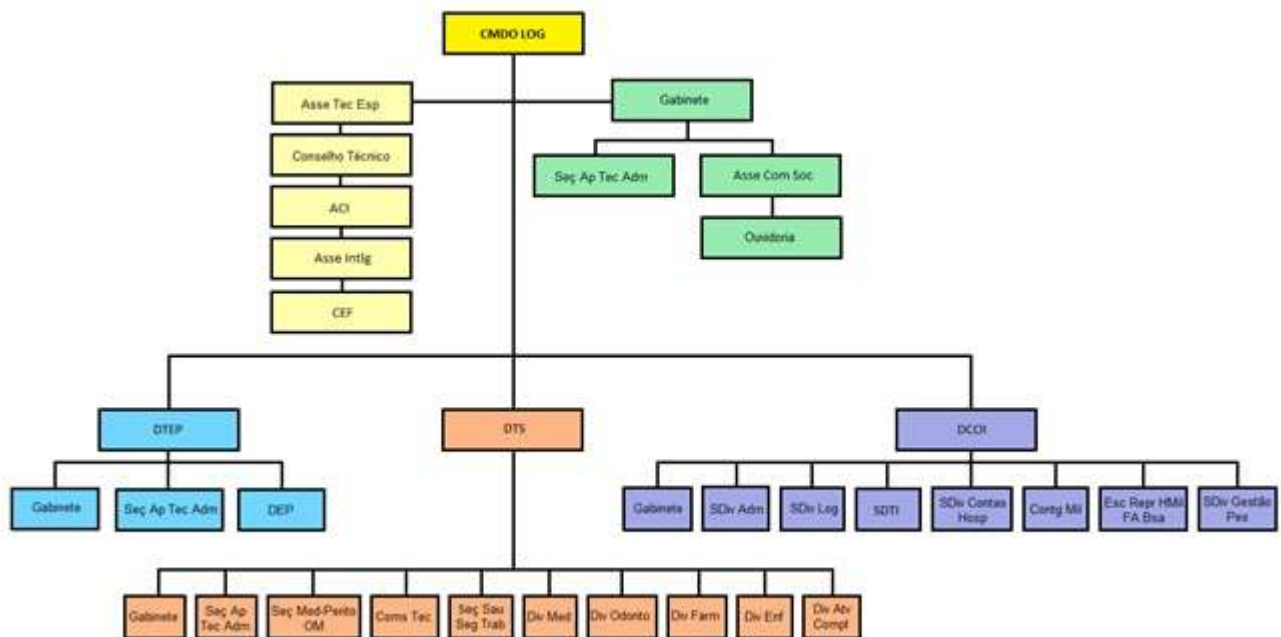 CMDO LOG
Asse Tec Esp
Gabinete
Conselho Técnico
Seç Ap Tec Adm
Asse Com Soc
ACI
Ouvidoria
Asse Intlg
CEF
DTEP
DTS
DCOI
Gabinete
Seç Ap Tec Adm
DEP
Gabinete
SDiv Adm
SDiv Log
SDTI
SDiv Contas
Hosp
Contg Mil
Esc Repr HMil
FA Bsa
SDiv Gestão
Pes
Gabinete
Seç Ap
Tec Adm
Seç Med-Perito
OM
Coms Tec
Seç Sau
Seg Trab
Div Med
Div Odonto
Div Farm
Div Enf
Div Atv
Compl